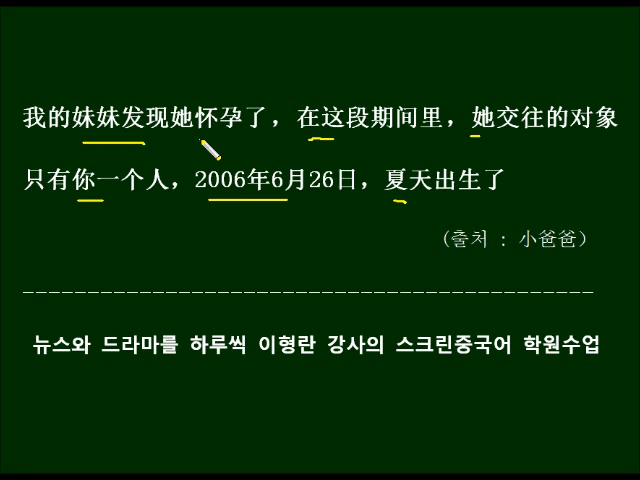 我的妹妹发现她怀孕了，在这段期间里，她交往的对象
只有你一个人，2006年6月26日，夏天出生了
(출처 : 小爸爸)
--------------------------------------------
뉴스와 드라마를 하루씩 이형란 강사의 스크린중국어 학원수업